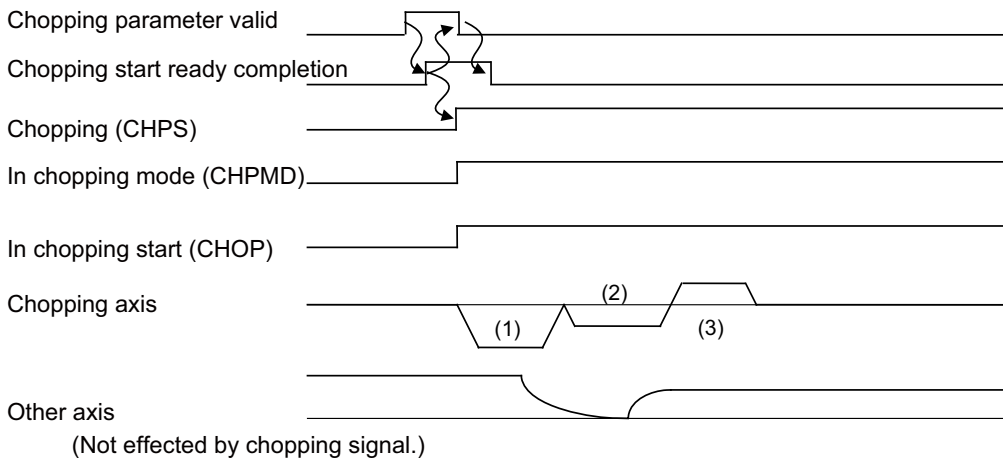 Chopping parameter valid
Chopping start ready completion
Chopping (CHPS)
In chopping mode (CHPMD)
In chopping start (CHOP)
Chopping axis
(1)
(2)
(3)
Other axis
(Not effected by chopping signal.)